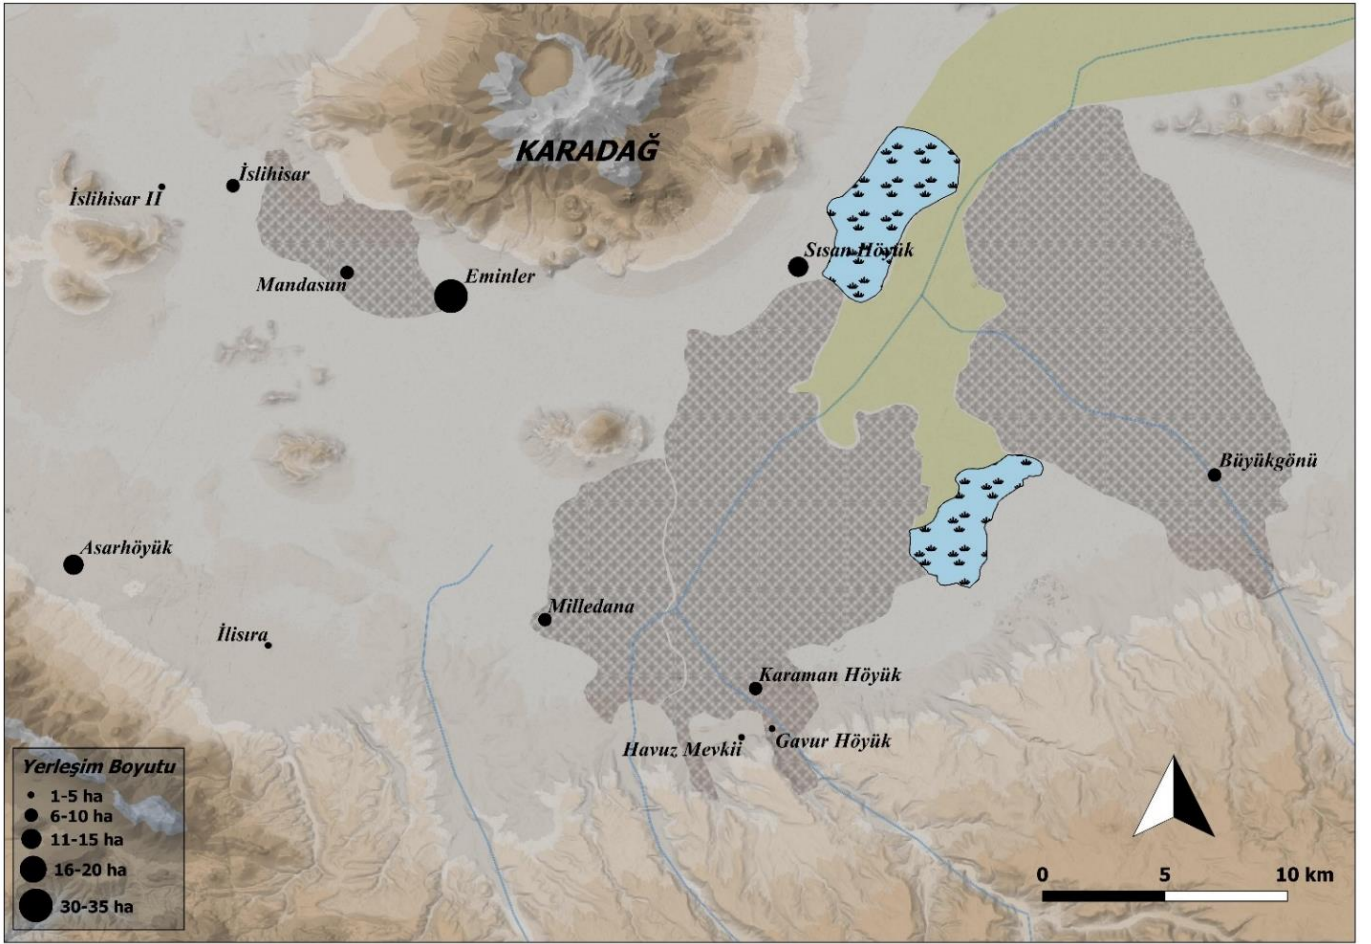 KARADAĞ
İslihisar
İslihisar II
Sısan Höyük
Mandasun
Eminler
Büyükgönü
Asarhöyük
Milledana
İlisıra
Karaman Höyük
Havuz Mevkii
Gavur Höyük
Yerleşim Boyutu
1-5 ha
6-10 ha
11-15 ha
16-20 ha
30-35 ha
0 5 10 km